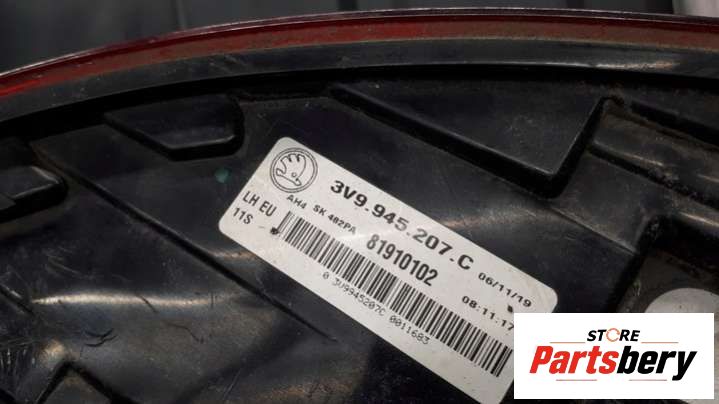 3V9.945.207.C
AH4 SK 482PA
06/11/19
LH EU
11S
81910102
08:11:17
0 3V9945207C 0011683
STORE
Partsbery